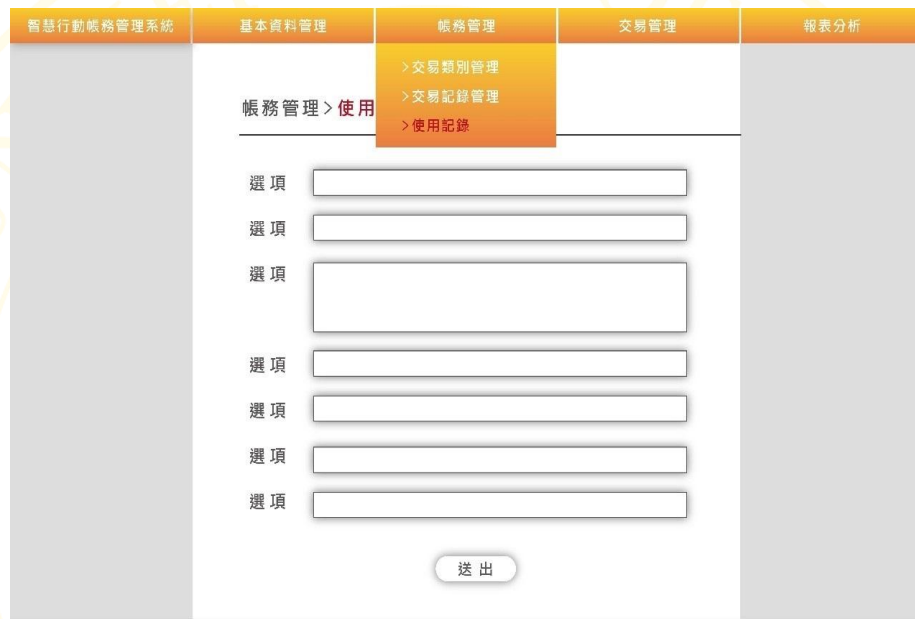 智慧行動帳務管理系統 基本資料管理 帳務管理 交易管理 報表分析
>交易類別管理
>交易記錄管理
>使用記錄
帳務管理>使用
選項
選項
選項
選項
選項
選項
選項
送出